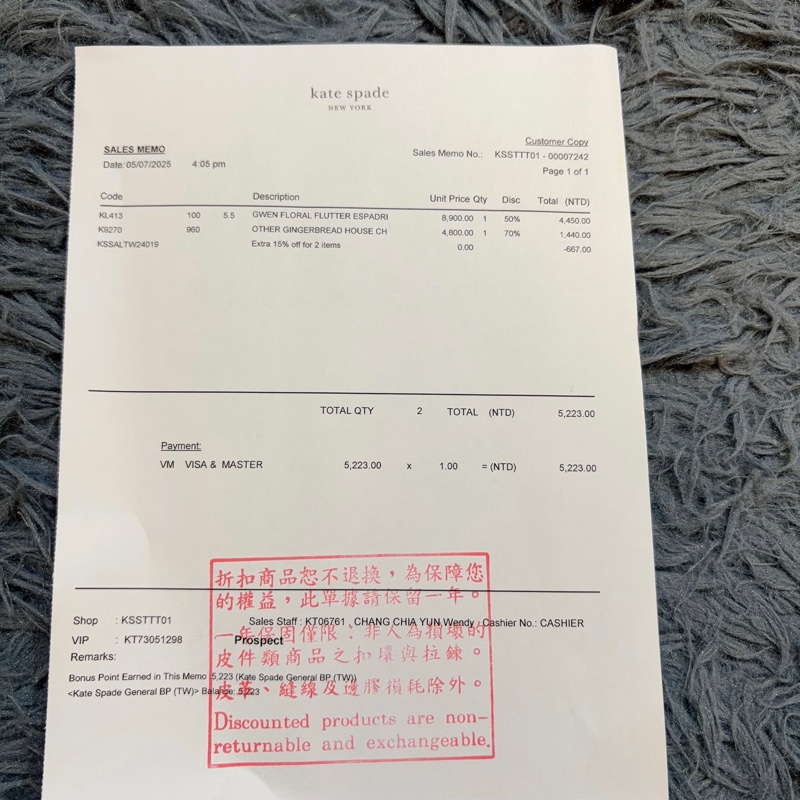 kate spade
NEW YORK
SALES MEMO
Customer Copy
Date: 05/07/2025 4:05 pm
Sales Memo No.: KSSTTT01 - 00007242
Page 1 of 1
Code Description Unit Price Qty Disc Total (NTD)
KL413 100 5.5 GWEN FLORAL FLUTTER ESPADRI 8,900.00 1 50% 4,450.00
K9270 960 OTHER GINGERBREAD HOUSE CH 4,800.00 1 70% 1,440.00
KSSALTW24019 Extra 15% off for 2 items 0.00 -667.00
TOTAL QTY 2 TOTAL (NTD) 5,223.00
Payment:
VM VISA & MASTER 5,223.00 x 1.00 = (NTD) 5,223.00
折扣商品恕不退換，為保障您
的權益，此單據請保留一年。
Shop : KSSTTT01 Sales Staff : KT06761 , CHANG CHIA YUN,Wendy , Cashier No.: CASHIER
一年保固僅限：非人為損壞的
VIP : KT73051298 Prospect
皮件類商品之扣環與拉鍊。
Remarks:
Bonus Point Earned in This Memo :5,223 (Kate Spade General BP (TW))
皮革、縫線及邊膠損耗除外。
<Kate Spade General BP (TW)> Balance: 5,223
Discounted products are non-
returnable and exchangeable.